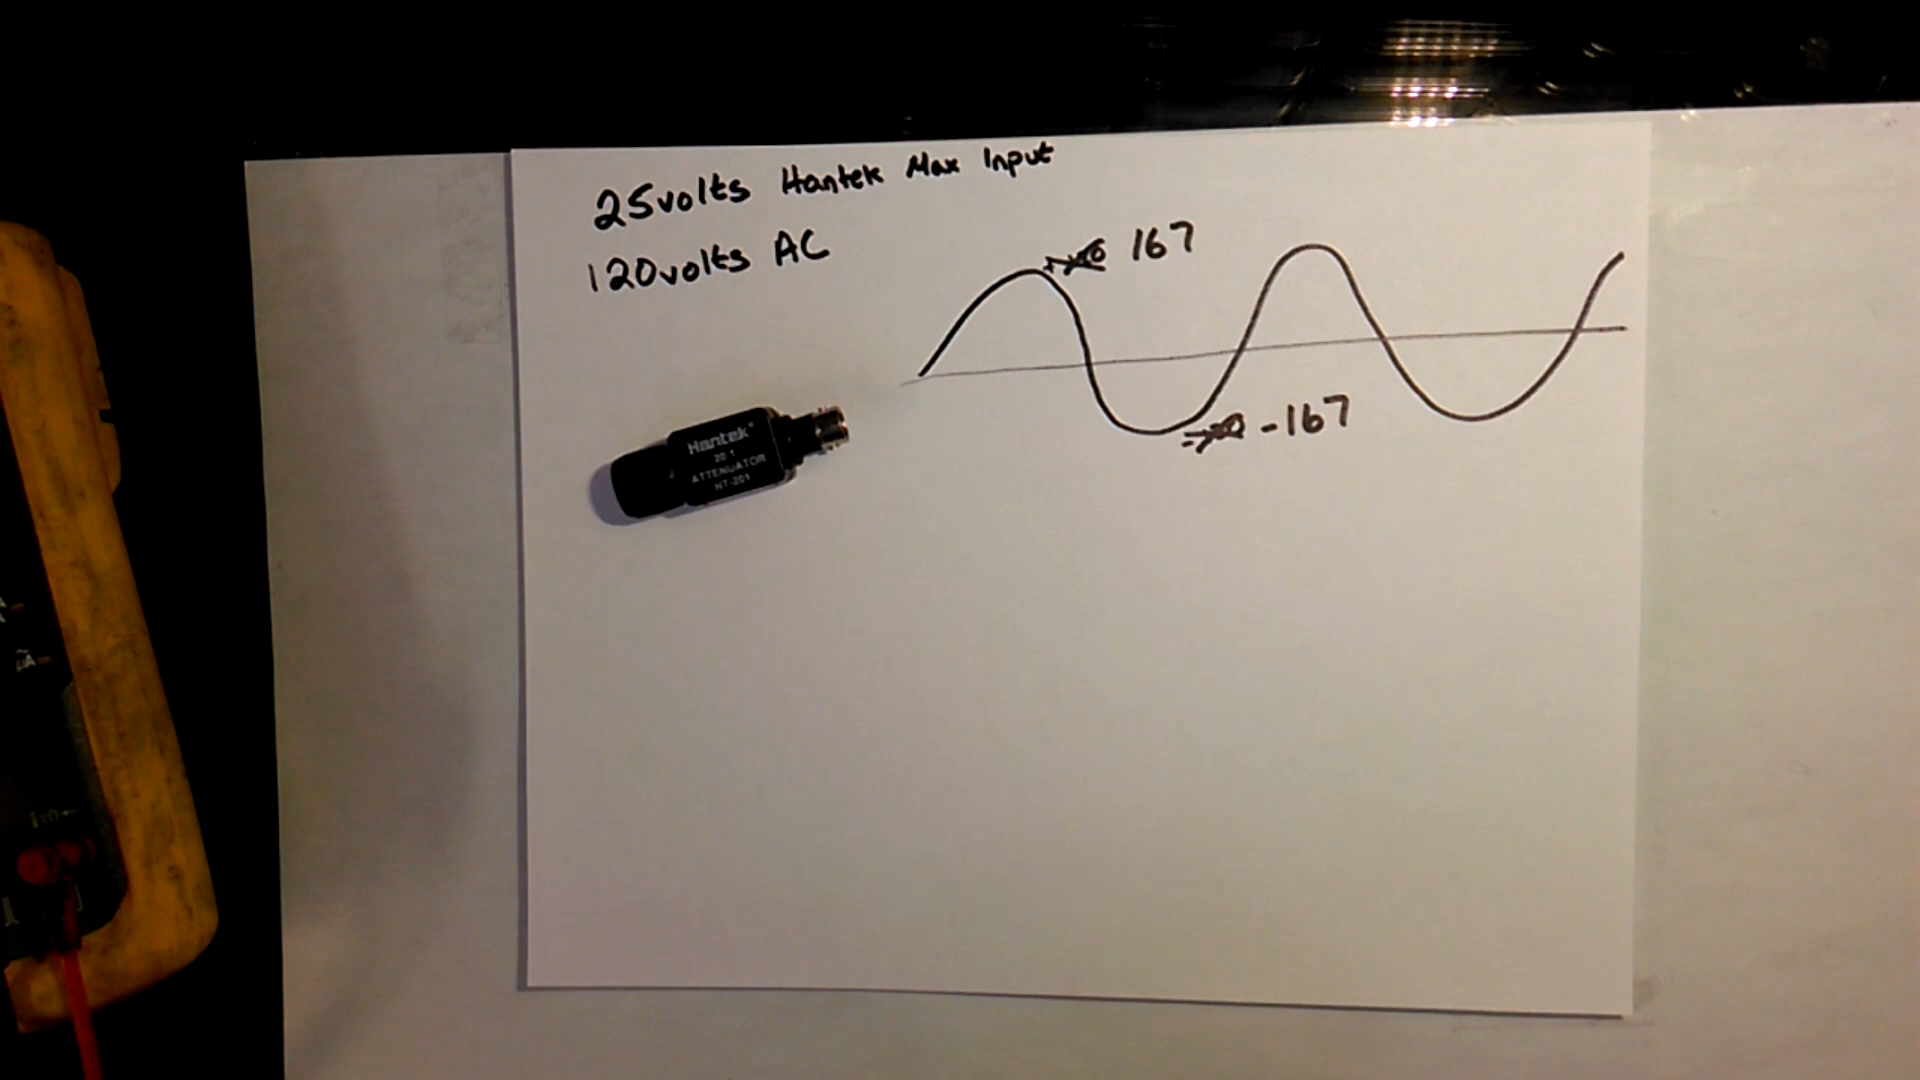 25volts Hantek Max Input
120volts AC
167
-167
Hantek
20:1
ATTENUATOR
HT-201